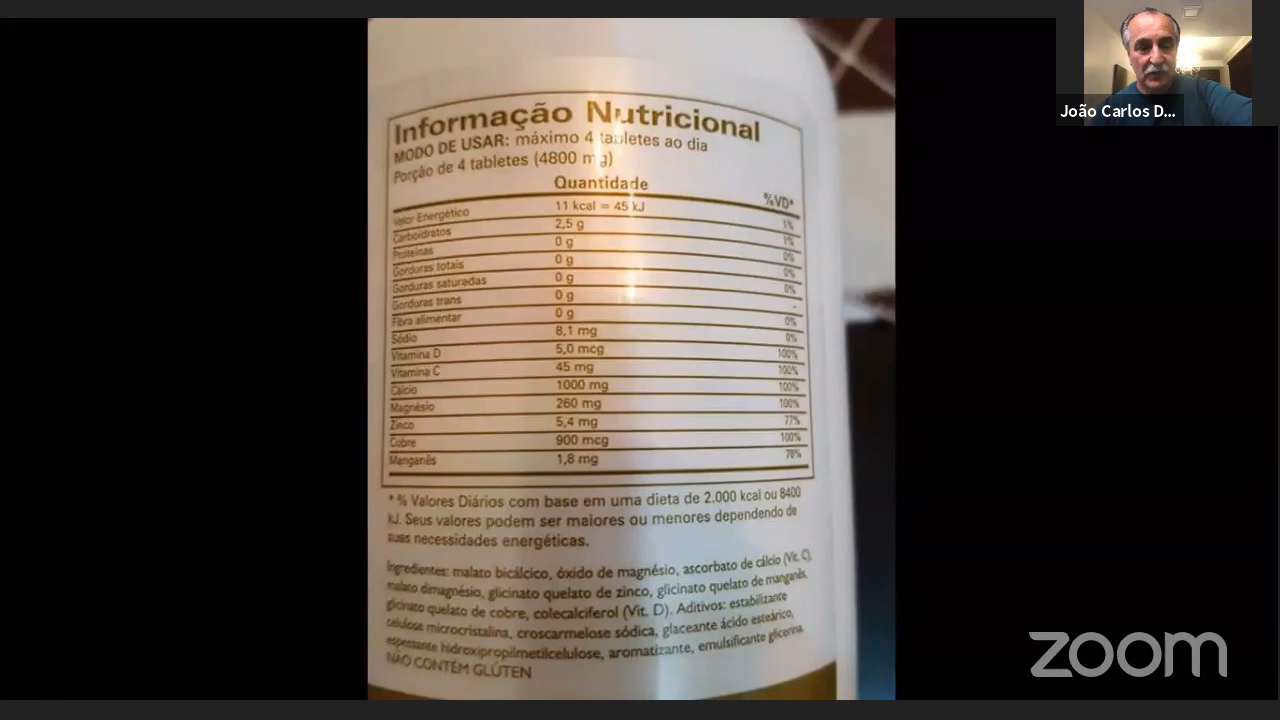 Informação Nutricional
MODO DE USAR: máximo 4 tabletes ao dia
Porção de 4 tabletes (4800 mg)
Quantidade %VD*
Valor Energético 11 kcal = 45 kJ 1%
Carboidratos 2,5 g 1%
Proteínas 0 g 0%
Gorduras totais 0 g 0%
Gorduras saturadas 0 g 0%
Gorduras trans 0 g -
Fibra alimentar 0 g 0%
Sódio 8,1 mg 0%
Vitamina D 5,0 mcg 100%
Vitamina C 45 mg 100%
Cálcio 1000 mg 100%
Magnésio 260 mg 100%
Zinco 5,4 mg 77%
Cobre 900 mcg 100%
Manganês 1,8 mg 78%
* % Valores Diários com base em uma dieta de 2.000 kcal ou 8400
kJ. Seus valores podem ser maiores ou menores dependendo de
suas necessidades energéticas.
Ingredientes: malato bicálcico, óxido de magnésio, ascorbato de cálcio (Vit. C),
malato dimagnésio, glicinato quelato de zinco, glicinato quelato de manganês,
glicinato quelato de cobre, colecalciferol (Vit. D). Aditivos: estabilizante
celulose microcristalina, croscarmelose sódica, glaceante ácido esteárico,
espessante hidroxipropilmetilcelulose, aromatizante, emulsificante glicerina.
NÃO CONTÉM GLÚTEN
João Carlos D...
zoom